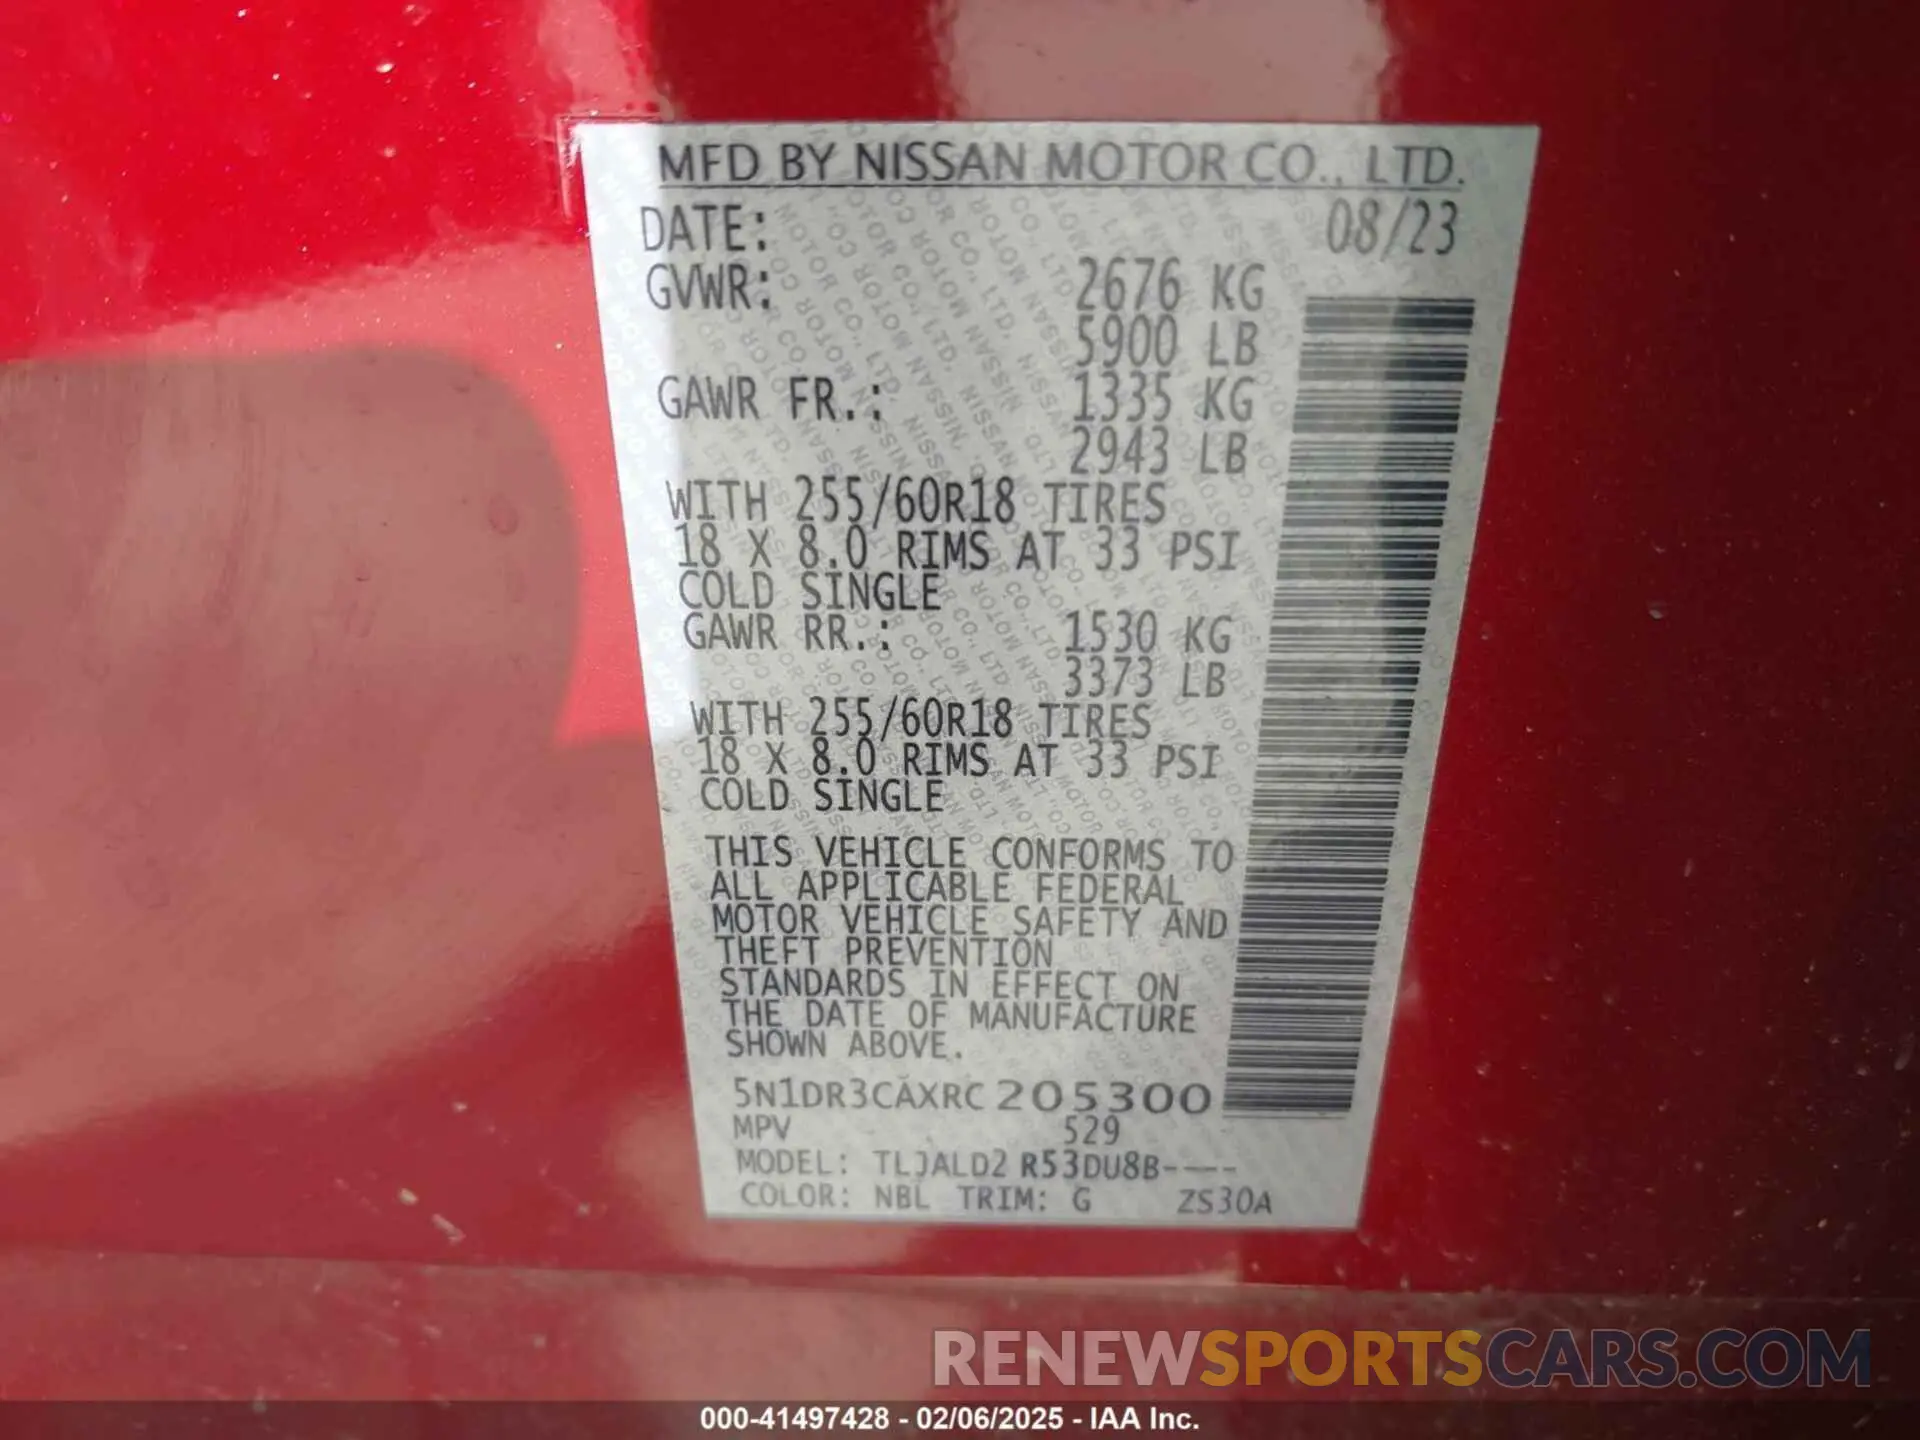 MFD BY NISSAN MOTOR CO., LTD.
DATE: 08/23
GVWR: 2676 KG
5900 LB
GAWR FR.: 1335 KG
2943 LB
WITH 255/60R18 TIRES
18 X 8.0 RIMS AT 33 PSI
COLD SINGLE
GAWR RR.: 1530 KG
3373 LB
WITH 255/60R18 TIRES
18 X 8.0 RIMS AT 33 PSI
COLD SINGLE
THIS VEHICLE CONFORMS TO
ALL APPLICABLE FEDERAL
MOTOR VEHICLE SAFETY AND
THEFT PREVENTION
STANDARDS IN EFFECT ON
THE DATE OF MANUFACTURE
SHOWN ABOVE.
5N1DR3CAXRC205300
MPV 529
MODEL: TLJALD2 R53DU8B----
COLOR: NBL TRIM: G ZS30A
RENEWSPORTSCARS.COM
000-41497428 - 02/06/2025 - IAA Inc.